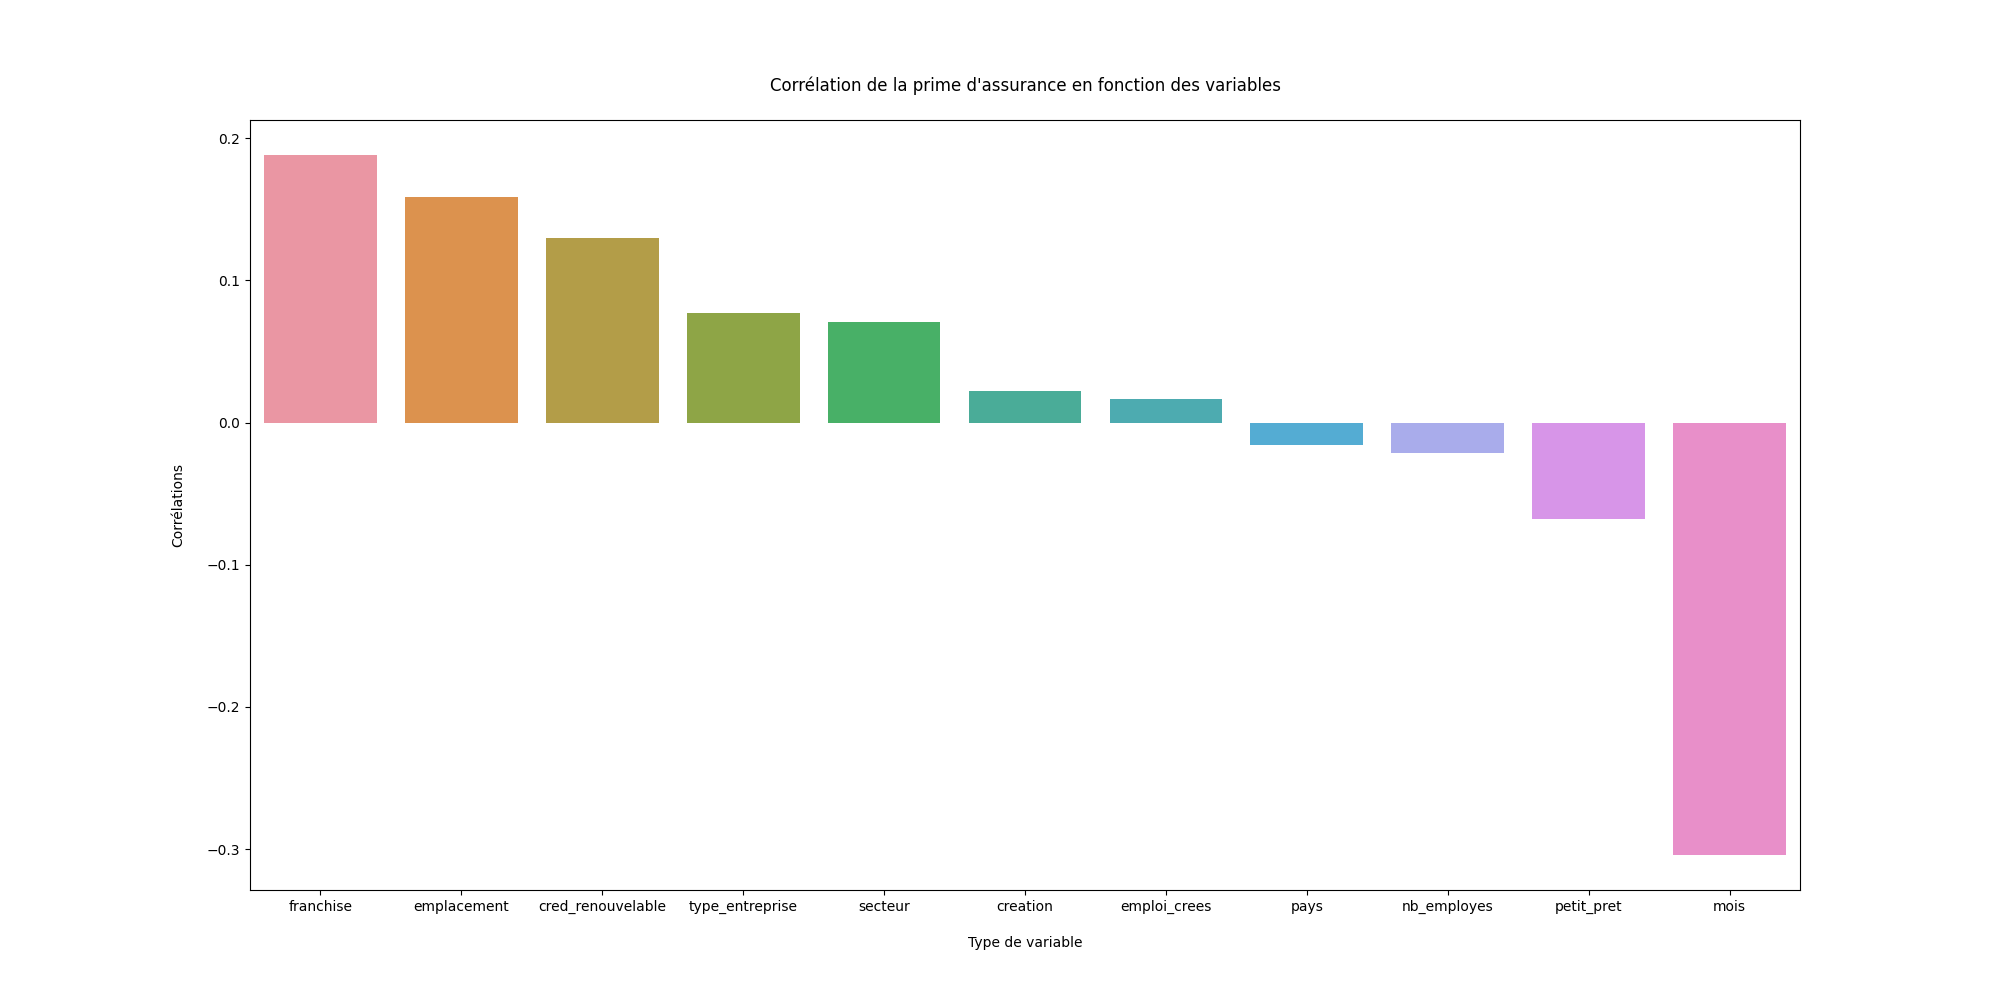 Corrélation de la prime d'assurance en fonction des variables
0.2
0.1
0.0
−0.1
−0.2
−0.3
Corrélations
franchise emplacement cred_renouvelable type_entreprise secteur creation emploi_crees pays nb_employes petit_pret mois
Type de variable